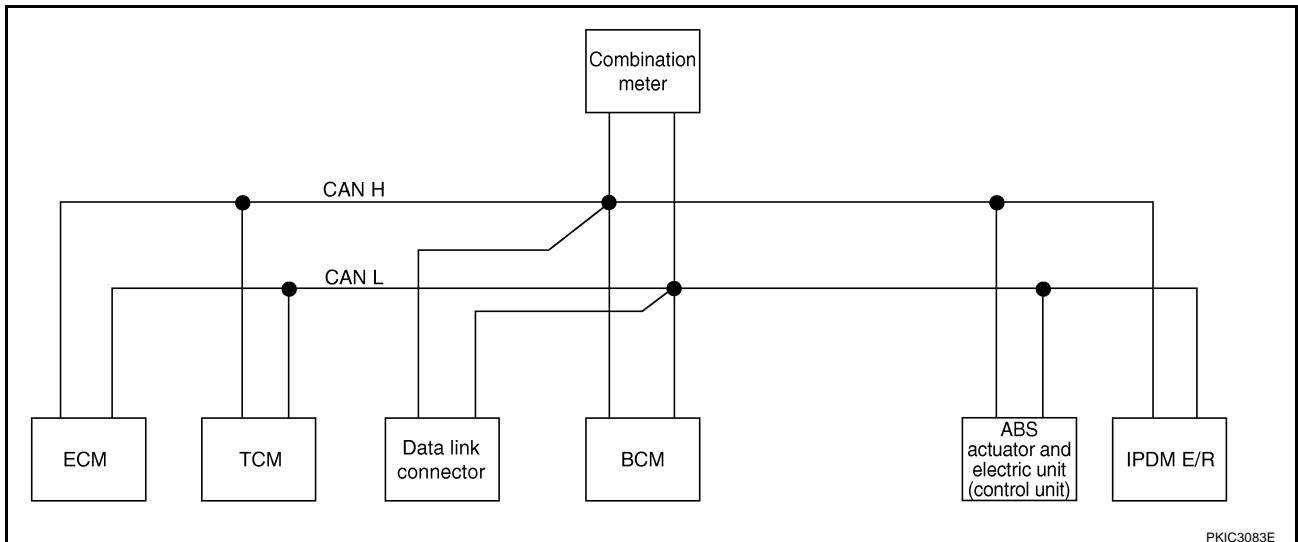 Combination
meter
CAN H
CAN L
ECM
TCM
Data link
connector
BCM
ABS
actuator and
electric unit
(control unit)
IPDM E/R
PKIC3083E